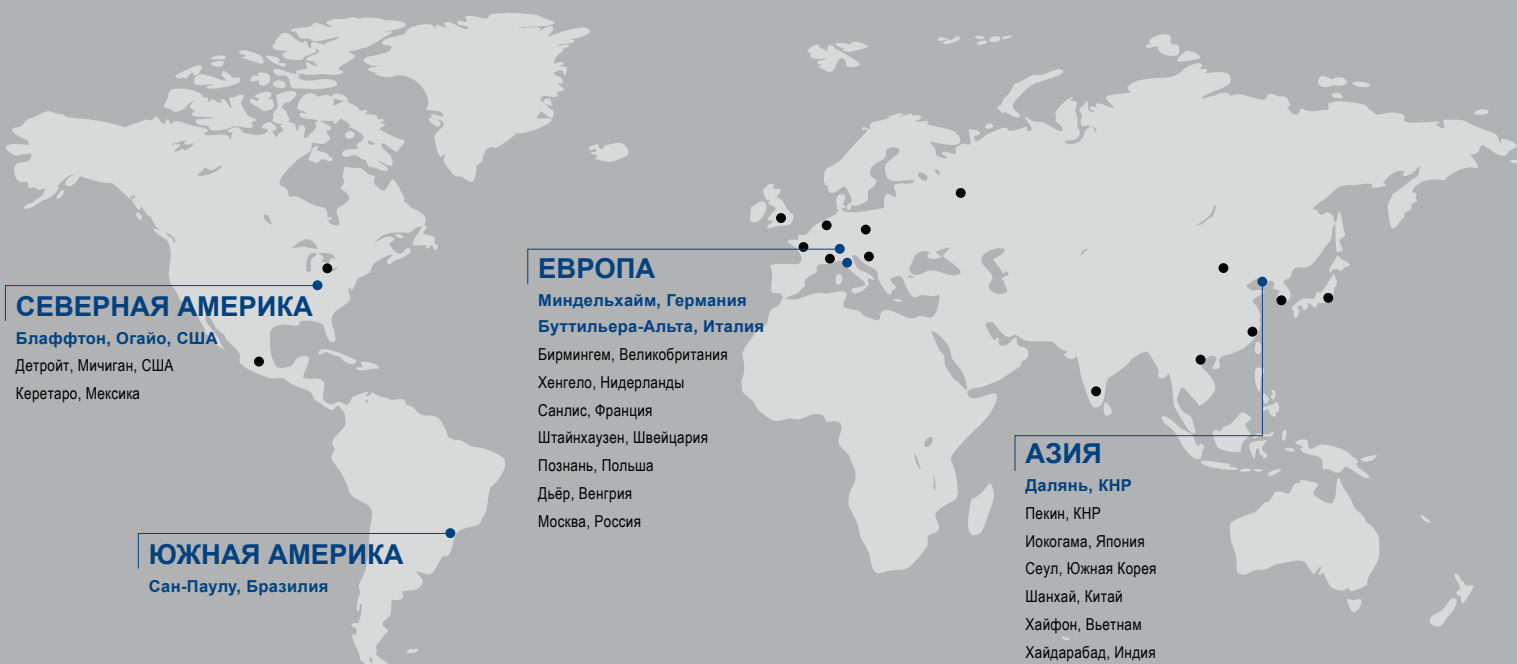 СЕВЕРНАЯ АМЕРИКА
Блаффтон, Огайо, США
Детройт, Мичиган, США
Керетаро, Мексика
ЮЖНАЯ АМЕРИКА
Сан-Паулу, Бразилия
ЕВРОПА
Миндельхайм, Германия
Буттильера-Альта, Италия
Бирмингем, Великобритания
Хенгело, Нидерланды
Санлис, Франция
Штайнхаузен, Швейцария
Познань, Польша
Дьёр, Венгрия
Москва, Россия
АЗИЯ
Далянь, КНР
Пекин, КНР
Иокогама, Япония
Сеул, Южная Корея
Шанхай, Китай
Хайфон, Вьетнам
Хайдарабад, Индия